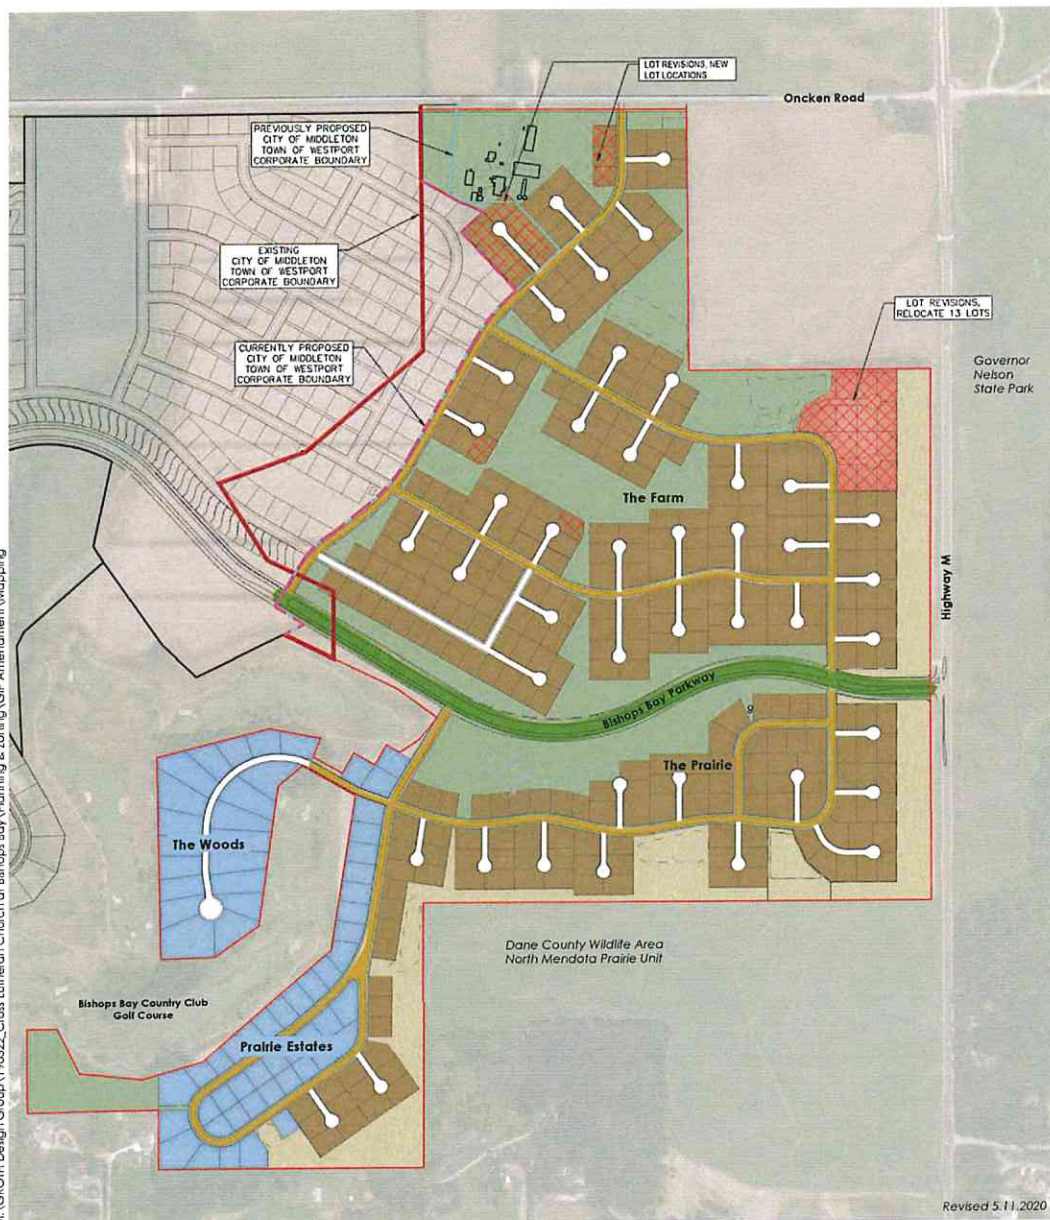 LOT REVISIONS, NEW
LOT LOCATIONS
Oncken Road
PREVIOUSLY PROPOSED
CITY OF MIDDLETON
TOWN OF WESTPORT
CORPORATE BOUNDARY
EXISTING
CITY OF MIDDLETON
TOWN OF WESTPORT
CORPORATE BOUNDARY
LOT REVISIONS,
RELOCATE 13 LOTS
CURRENTLY PROPOSED
CITY OF MIDDLETON
TOWN OF WESTPORT
CORPORATE BOUNDARY
Governor
Nelson
State Park
The Farm
Highway M
Bishops Bay Parkway
The Prairie
The Woods
Dane County Wildlife Area
North Mendota Prairie Unit
Bishops Bay Country Club
Golf Course
Prairie Estates
Revised 5.11.2020